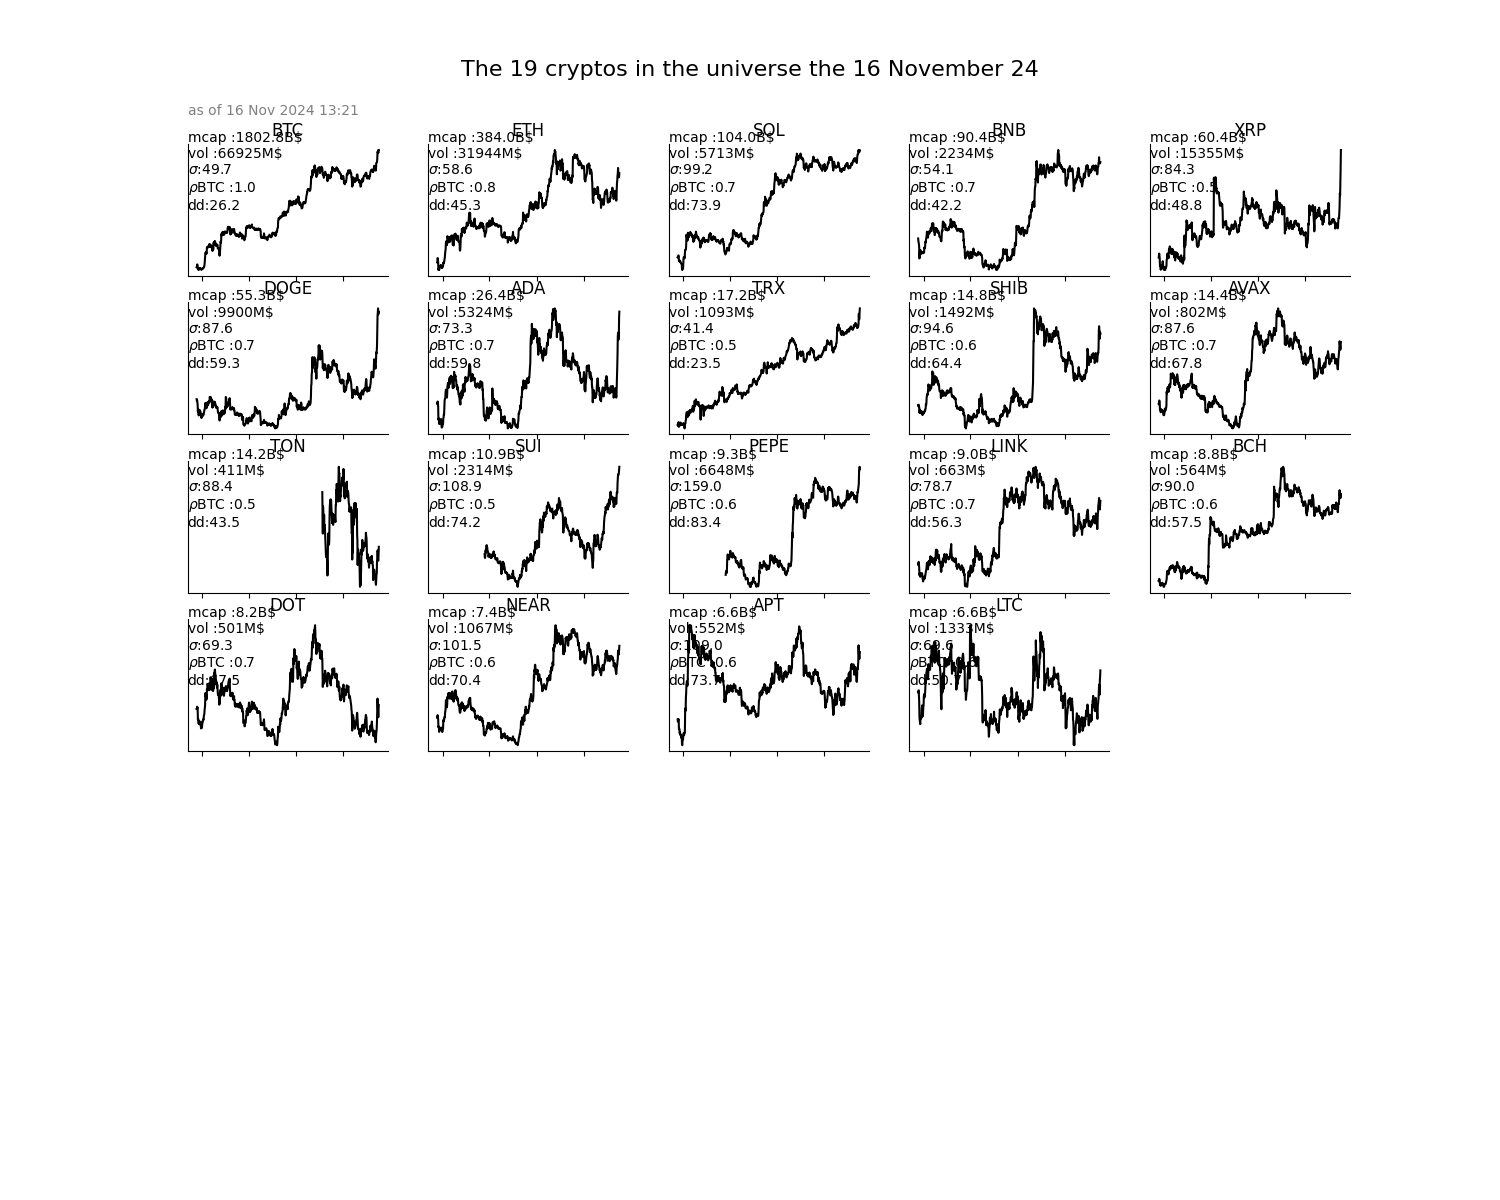 The 19 cryptos in the universe the 16 November 24
as of 16 Nov 2024 13:21
BTC
mcap :1802.8B$
vol :66925M$
σ:49.7
ρBTC :1.0
dd:26.2
ETH
mcap :384.0B$
vol :31944M$
σ:58.6
ρBTC :0.8
dd:45.3
SOL
mcap :104.0B$
vol :5713M$
σ:99.2
ρBTC :0.7
dd:73.9
BNB
mcap :90.4B$
vol :2234M$
σ:54.1
ρBTC :0.7
dd:42.2
XRP
mcap :60.4B$
vol :15355M$
σ:84.3
ρBTC :0.5
dd:48.8
DOGE
mcap :55.3B$
vol :9900M$
σ:87.6
ρBTC :0.7
dd:59.3
ADA
mcap :26.4B$
vol :5324M$
σ:73.3
ρBTC :0.7
dd:59.8
TRX
mcap :17.2B$
vol :1093M$
σ:41.4
ρBTC :0.5
dd:23.5
SHIB
mcap :14.8B$
vol :1492M$
σ:94.6
ρBTC :0.6
dd:64.4
AVAX
mcap :14.4B$
vol :802M$
σ:87.6
ρBTC :0.7
dd:67.8
TON
mcap :14.2B$
vol :411M$
σ:88.4
ρBTC :0.5
dd:43.5
SUI
mcap :10.9B$
vol :2314M$
σ:108.9
ρBTC :0.5
dd:74.2
PEPE
mcap :9.3B$
vol :6648M$
σ:159.0
ρBTC :0.6
dd:83.4
LINK
mcap :9.0B$
vol :663M$
σ:78.7
ρBTC :0.7
dd:56.3
BCH
mcap :8.8B$
vol :564M$
σ:90.0
ρBTC :0.6
dd:57.5
DOT
mcap :8.2B$
vol :501M$
σ:69.3
ρBTC :0.7
NEAR
mcap :7.4B$
vol :1067M$
σ:101.5
ρBTC :0.6
dd:70.4
APT
mcap :6.6B$
vol :552M$
σ:109.0
ρBTC :0.6
LTC
mcap :6.6B$
vol :1333M$